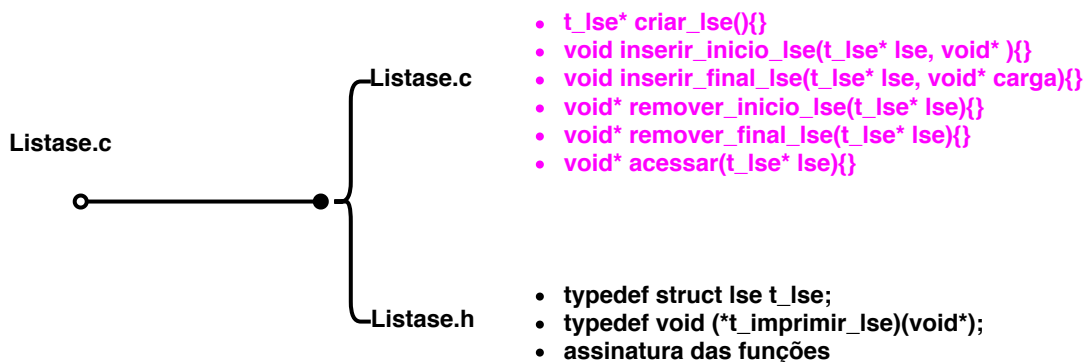 t_lse* criar_lse(){}
void inserir_inicio_lse(t_lse* lse, void* ){}
void inserir_final_lse(t_lse* lse, void* carga){}
void* remover_inicio_lse(t_lse* lse){}
void* remover_final_lse(t_lse* lse){}
void* acessar(t_lse* lse){}
Listase.c
Listase.c
Listase.h
typedef struct lse t_lse;
typedef void (*t_imprimir_lse)(void*);
assinatura das funções